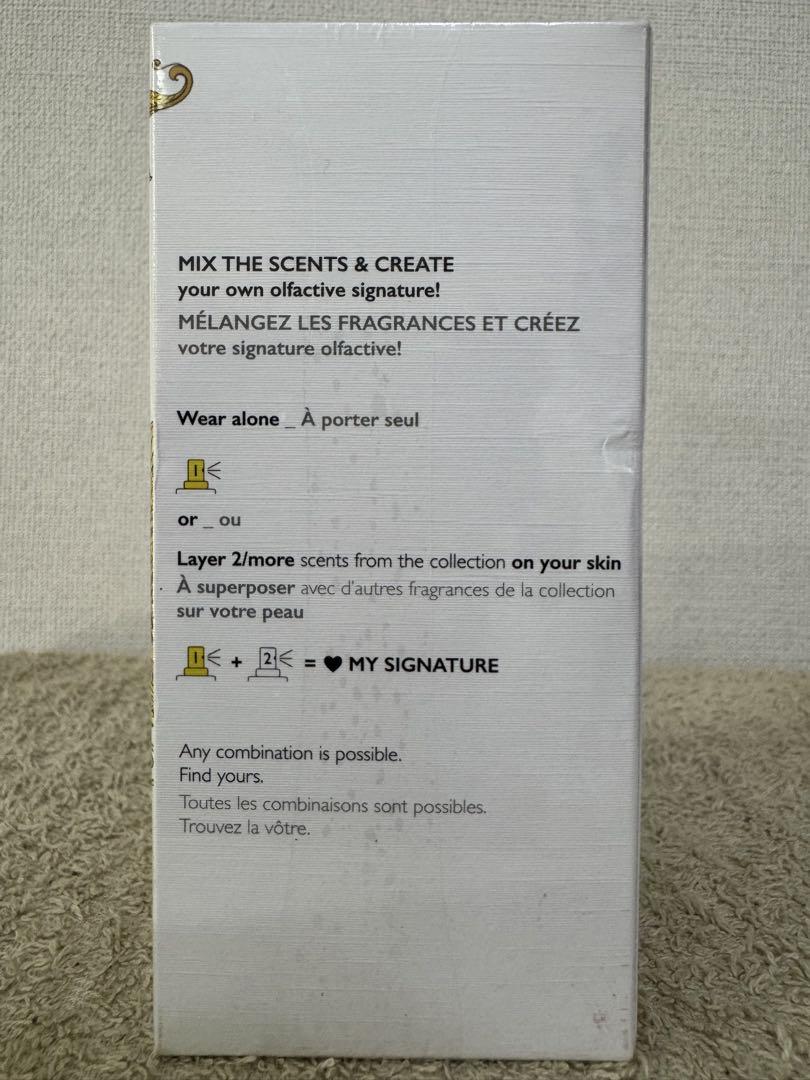 MIX THE SCENTS & CREATE
your own olfactive signature!
MÉLANGEZ LES FRAGRANCES ET CRÉEZ
votre signature olfactive!
Wear alone _ À porter seul
1
or _ ou
Layer 2/more scents from the collection on your skin
À superposer avec d'autres fragrances de la collection
sur votre peau
1 + 2 = ♥ MY SIGNATURE
Any combination is possible.
Find yours.
Toutes les combinaisons sont possibles.
Trouvez la vôtre.